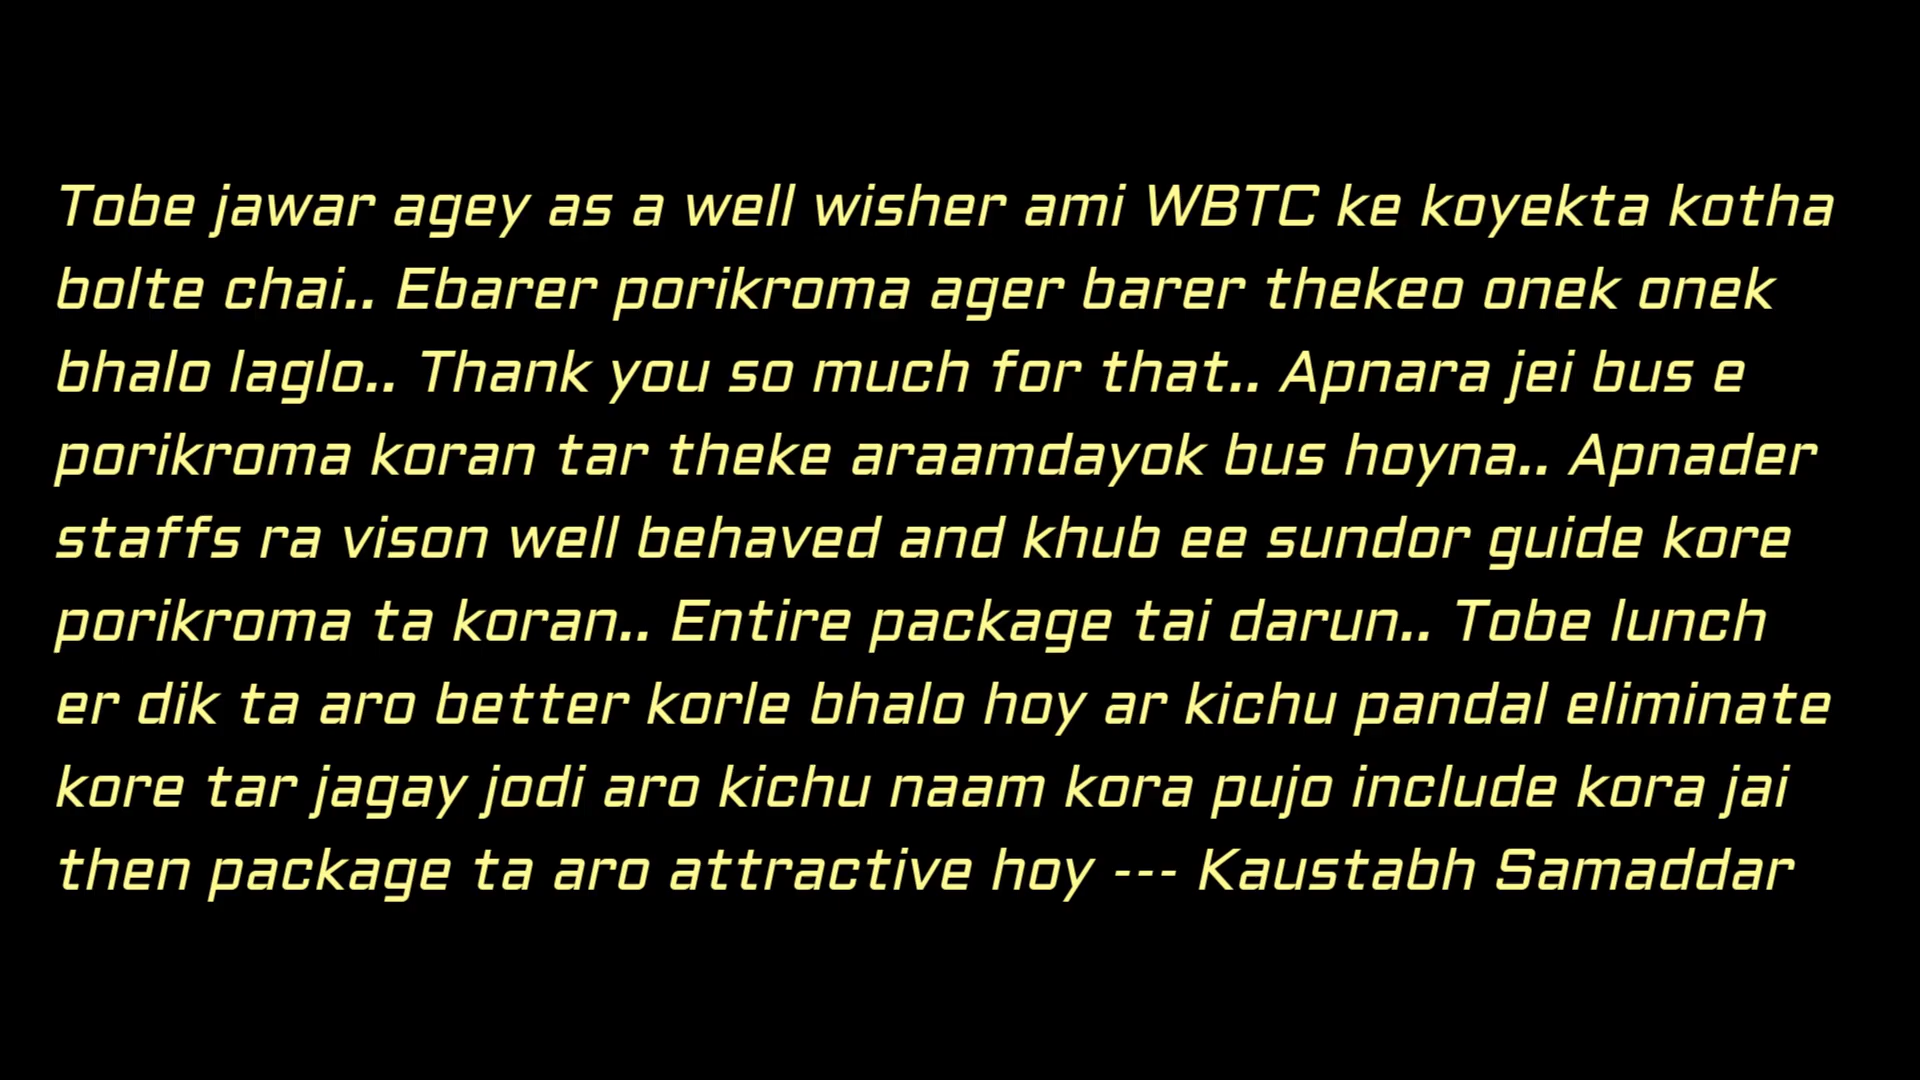 Tobe jawar agey as a well wisher ami WBTC ke koyekta kotha
bolte chai.. Ebarer porikroma ager barer thekeo onek onek
bhalo laglo.. Thank you so much for that.. Apnara jei bus e
porikroma koran tar theke araamdayok bus hoyna.. Apnader
staffs ra vison well behaved and khub ee sundor guide kore
porikroma ta koran.. Entire package tai darun.. Tobe lunch
er dik ta aro better korle bhalo hoy ar kichu pandal eliminate
kore tar jagay jodi aro kichu naam kora pujo include kora jai
then package ta aro attractive hoy --- Kaustabh Samaddar